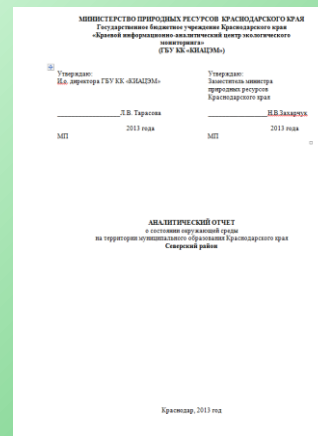 МИНИСТЕРСТВО ПРИРОДНЫХ РЕСУРСОВ КРАСНОДАРСКОГО КРАЯ
Государственное бюджетное учреждение Краснодарского края
«Краевой информационно-аналитический центр экологического
мониторинга»
(ГБУ КК «КИАЦЭМ»)
Утверждаю:
И.о. директора ГБУ КК «КИАЦЭМ»
Л.В. Тарасова
2013 года
МП
Утверждаю:
Заместитель министра
природных ресурсов
Краснодарского края
Н.В.Захарчук
2013 года
МП
АНАЛИТИЧЕСКИЙ ОТЧЕТ
о состоянии окружающей среды
на территории муниципального образования Краснодарского края
Северский район
Краснодар, 2013 год